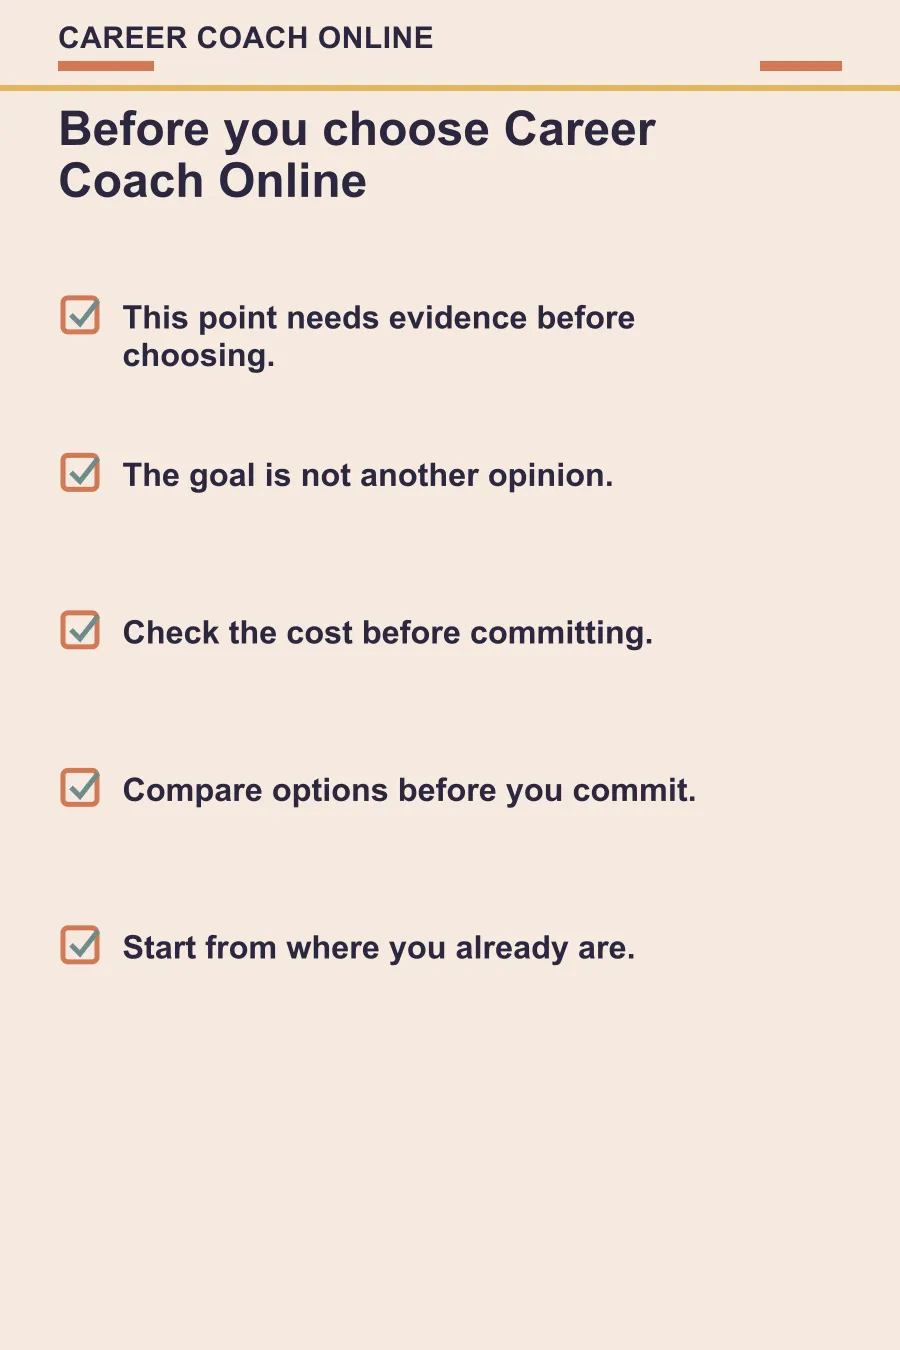 CAREER COACH ONLINE
Before you choose Career
Coach Online
This point needs evidence before
choosing.
The goal is not another opinion.
Check the cost before committing.
Compare options before you commit.
Start from where you already are.